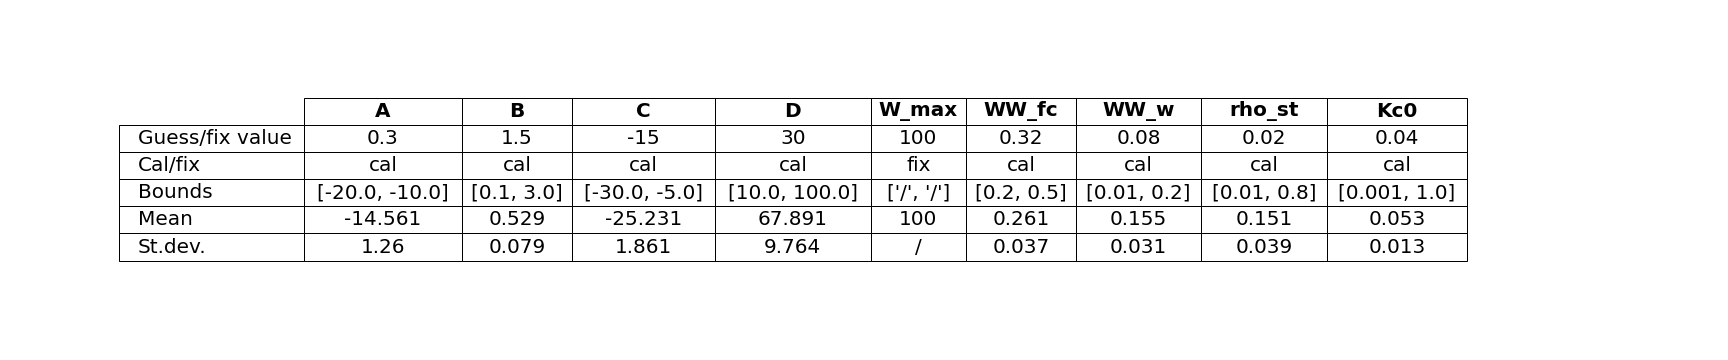 A B C D W_max WW_fc WW_w rho_st Kc0
Guess/fix value 0.3 1.5 -15 30 100 0.32 0.08 0.02 0.04
Cal/fix cal cal cal cal fix cal cal cal cal
Bounds [-20.0, -10.0] [0.1, 3.0] [-30.0, -5.0] [10.0, 100.0] ['/', '/'] [0.2, 0.5] [0.01, 0.2] [0.01, 0.8] [0.001, 1.0]
Mean -14.561 0.529 -25.231 67.891 100 0.261 0.155 0.151 0.053
St.dev. 1.26 0.079 1.861 9.764 / 0.037 0.031 0.039 0.013